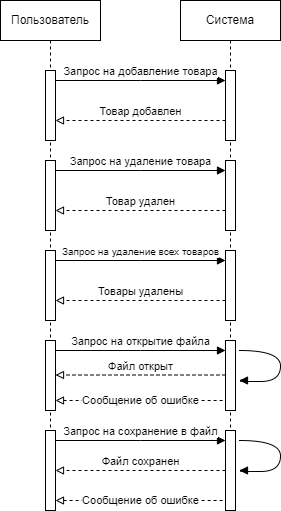 Пользователь
Система
Запрос на добавление товара
Товар добавлен
Запрос на удаление товара
Товар удален
Запрос на удаление всех товаров
Товары удалены
Запрос на открытие файла
Файл открыт
Сообщение об ошибке
Запрос на сохранение в файл
Файл сохранен
Сообщение об ошибке